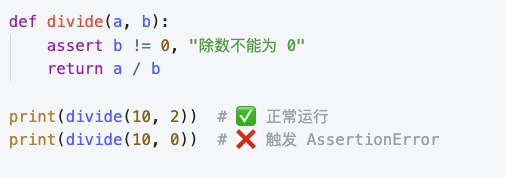 def divide(a, b):
    assert b != 0, "除数不能为 0"
    return a / b

print(divide(10, 2))  # ✅ 正常运行
print(divide(10, 0))  # ❌ 触发 AssertionError